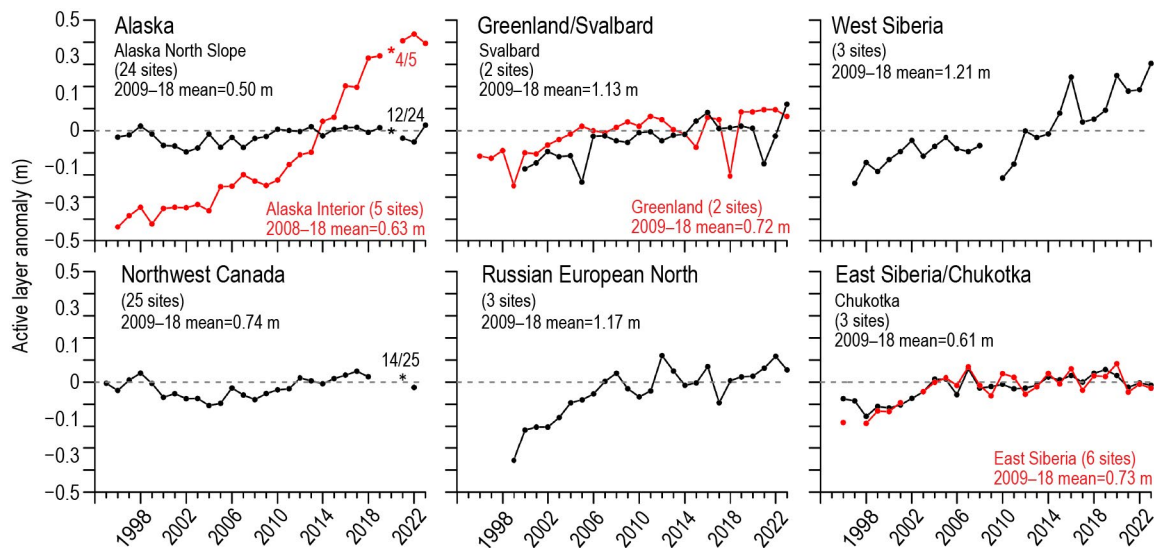 Active layer anomaly (m)
0.5
0.3
0.1
0
−0.1
−0.3
−0.5
Alaska
Alaska North Slope
(24 sites)
2009–18 mean=0.50 m
*
4/5
12/24
*
Alaska Interior (5 sites)
2008–18 mean=0.63 m
Greenland/Svalbard
Svalbard
(2 sites)
2009–18 mean=1.13 m
Greenland (2 sites)
2009–18 mean=0.72 m
West Siberia
(3 sites)
2009–18 mean=1.21 m
0.5
0.3
0.1
0
−0.1
−0.3
−0.5
Northwest Canada
(25 sites)
2009–18 mean=0.74 m
14/25
*
Russian European North
(3 sites)
2009–18 mean=1.17 m
East Siberia/Chukotka
Chukotka
(3 sites)
2009–18 mean=0.61 m
East Siberia (6 sites)
2009–18 mean=0.73 m
1998 2002 2006 2010 2014 2018 2022
1998 2002 2006 2010 2014 2018 2022
1998 2002 2006 2010 2014 2018 2022